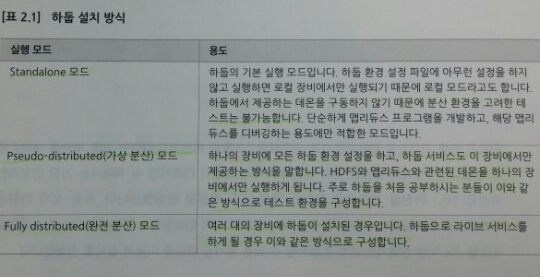 [표 2.1] 하둡 설치 방식
실행 모드
용도
Standalone 모드
하둡의 기본 실행 모드입니다. 하둡 환경 설정 파일에 아무런 설정을 하지
않고 실행하면 로컬 장비에서만 실행되기 때문에 로컬 모드라고도 합니다.
하둡에서 제공하는 데몬을 구동하지 않기 때문에 분산 환경을 고려한 테
스트는 불가능합니다. 단순하게 맵리듀스 프로그램을 개발하고, 해당 맵리
듀스를 디버깅하는 용도에만 적합한 모드입니다.
Pseudo-distributed(가상 분산) 모드
하나의 장비에 모든 하둡 환경 설정을 하고, 하둡 서비스도 이 장비에서만
제공하는 방식을 말합니다. HDFS와 맵리듀스와 관련된 데몬을 하나의 장
비에서만 실행하게 됩니다. 주로 하둡을 처음 공부하시는 분들이 이와 같
은 방식으로 테스트 환경을 구성합니다.
Fully distributed(완전 분산) 모드
여러 대의 장비에 하둡이 설치된 경우입니다. 하둡으로 라이브 서비스를
하게 될 경우 이와 같은 방식으로 구성합니다.